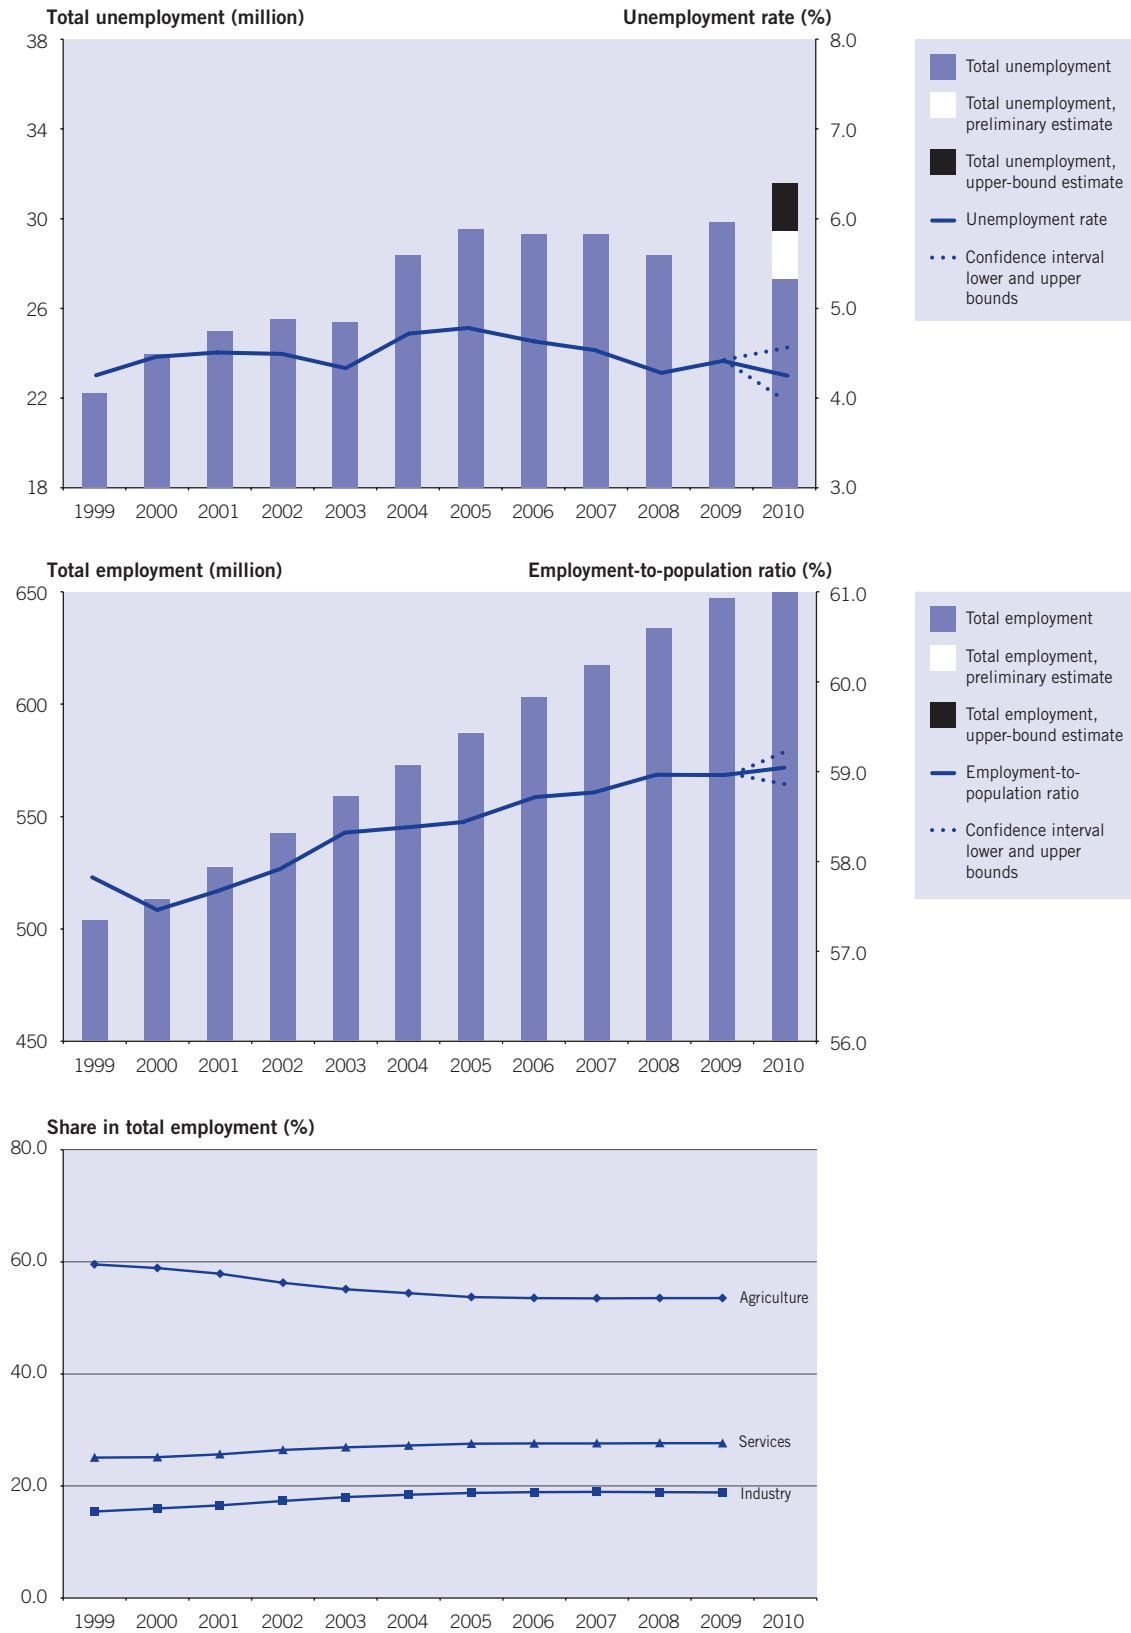 Total unemployment (million)
Unemployment rate (%)
38
34
30
26
22
18
8.0
7.0
6.0
5.0
4.0
3.0
1999 2000 2001 2002 2003 2004 2005 2006 2007 2008 2009 2010
Total unemployment
Total unemployment,
preliminary estimate
Total unemployment,
upper-bound estimate
Unemployment rate
Confidence interval
lower and upper
bounds
Total employment (million)
Employment-to-population ratio (%)
650
600
550
500
450
61.0
60.0
59.0
58.0
57.0
56.0
1999 2000 2001 2002 2003 2004 2005 2006 2007 2008 2009 2010
Total employment
Total employment,
preliminary estimate
Total employment,
upper-bound estimate
Employment-to-
population ratio
Confidence interval
lower and upper
bounds
Share in total employment (%)
80.0
60.0
40.0
20.0
0.0
Agriculture
Services
Industry
1999 2000 2001 2002 2003 2004 2005 2006 2007 2008 2009 2010